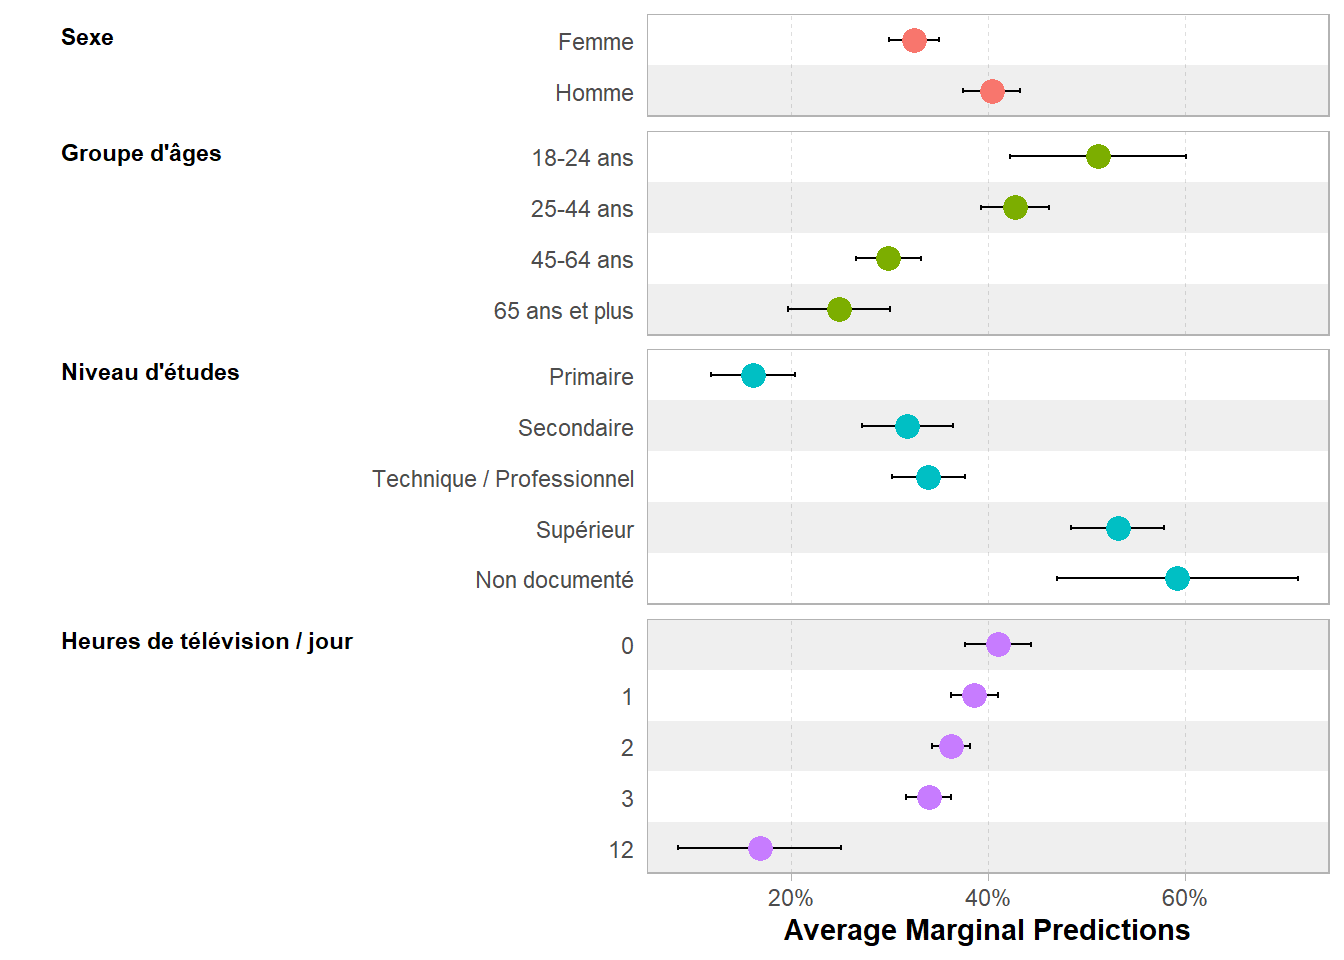 Sexe
Femme
Homme
Groupe d'âges
18-24 ans
25-44 ans
45-64 ans
65 ans et plus
Niveau d'études
Primaire
Secondaire
Technique / Professionnel
Supérieur
Non documenté
Heures de télévision / jour
0
1
2
3
12
20% 40% 60%
Average Marginal Predictions